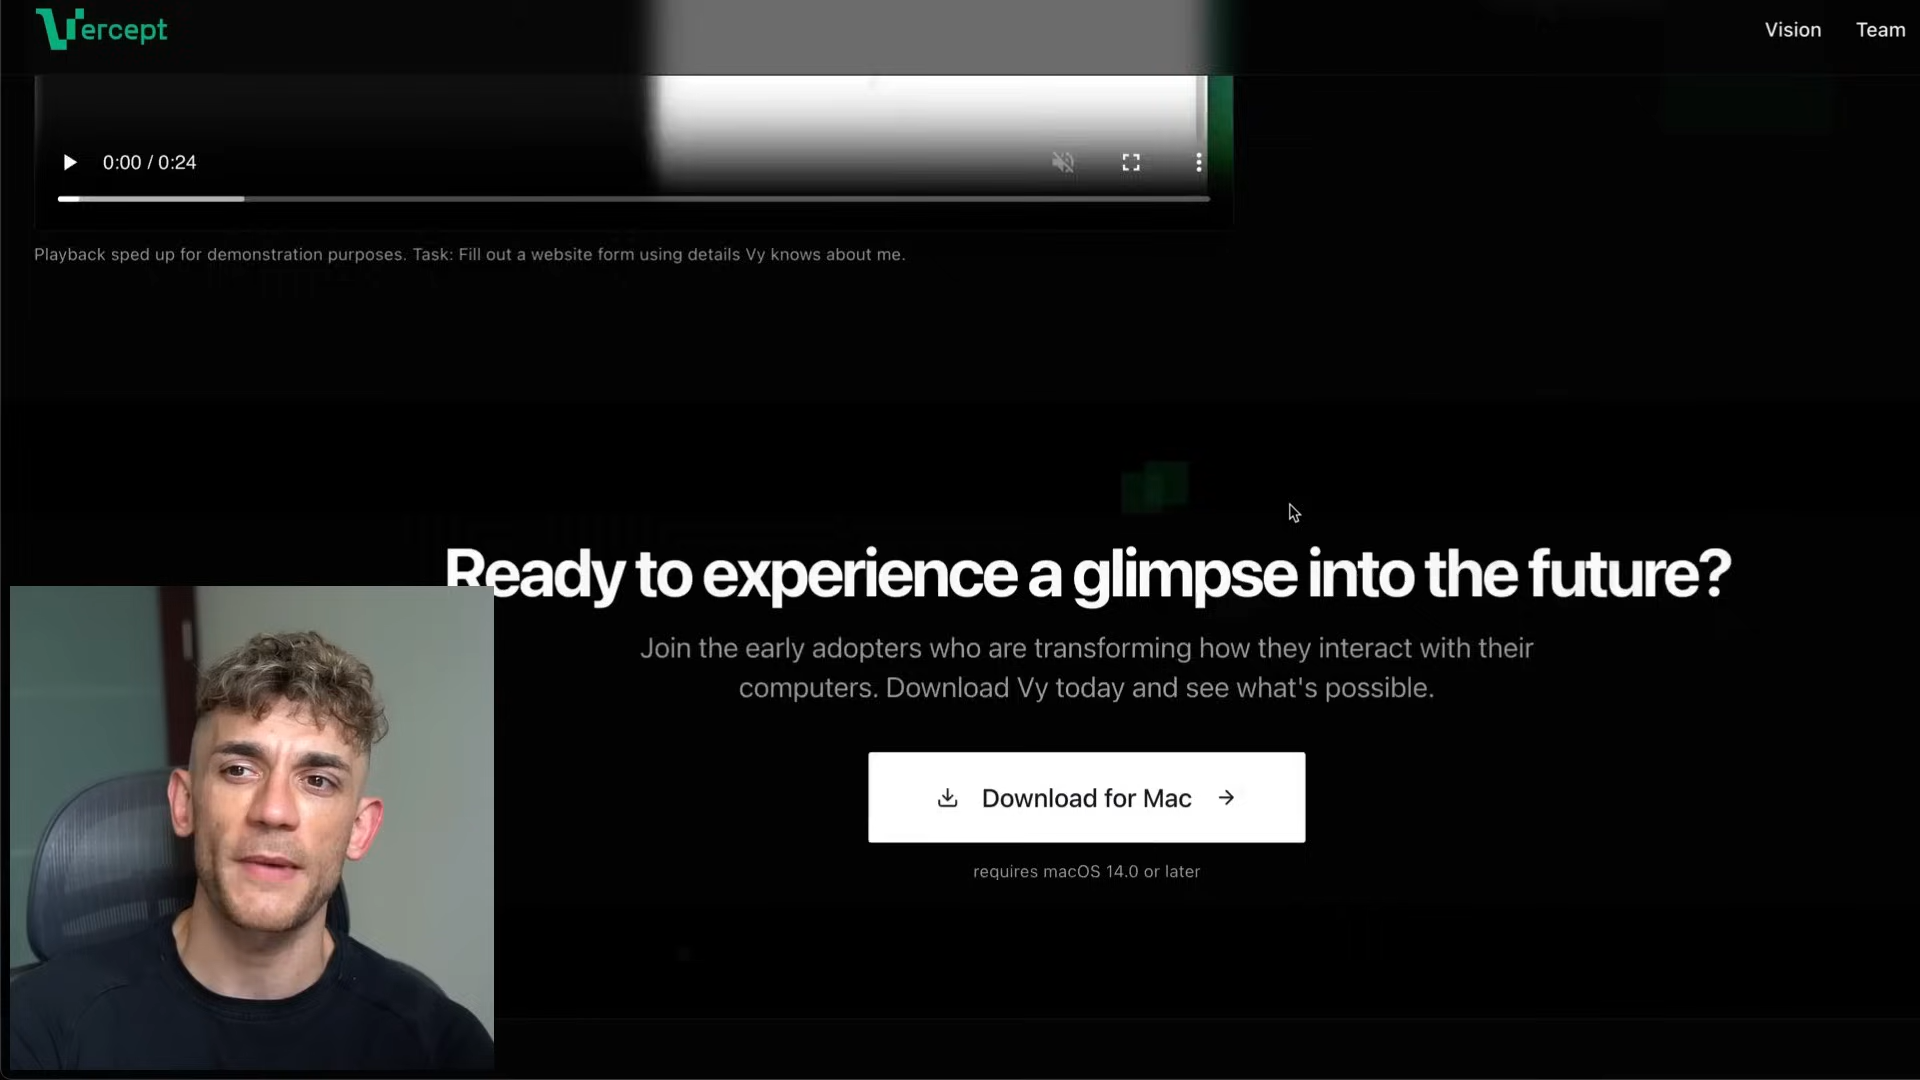 Vercept
Vision
Team
0:00 / 0:24
Playback sped up for demonstration purposes. Task: Fill out a website form using details Vy knows about me.
Ready to experience a glimpse into the future?
Join the early adopters who are transforming how they interact with their
computers. Download Vy today and see what's possible.
Download for Mac
requires macOS 14.0 or later